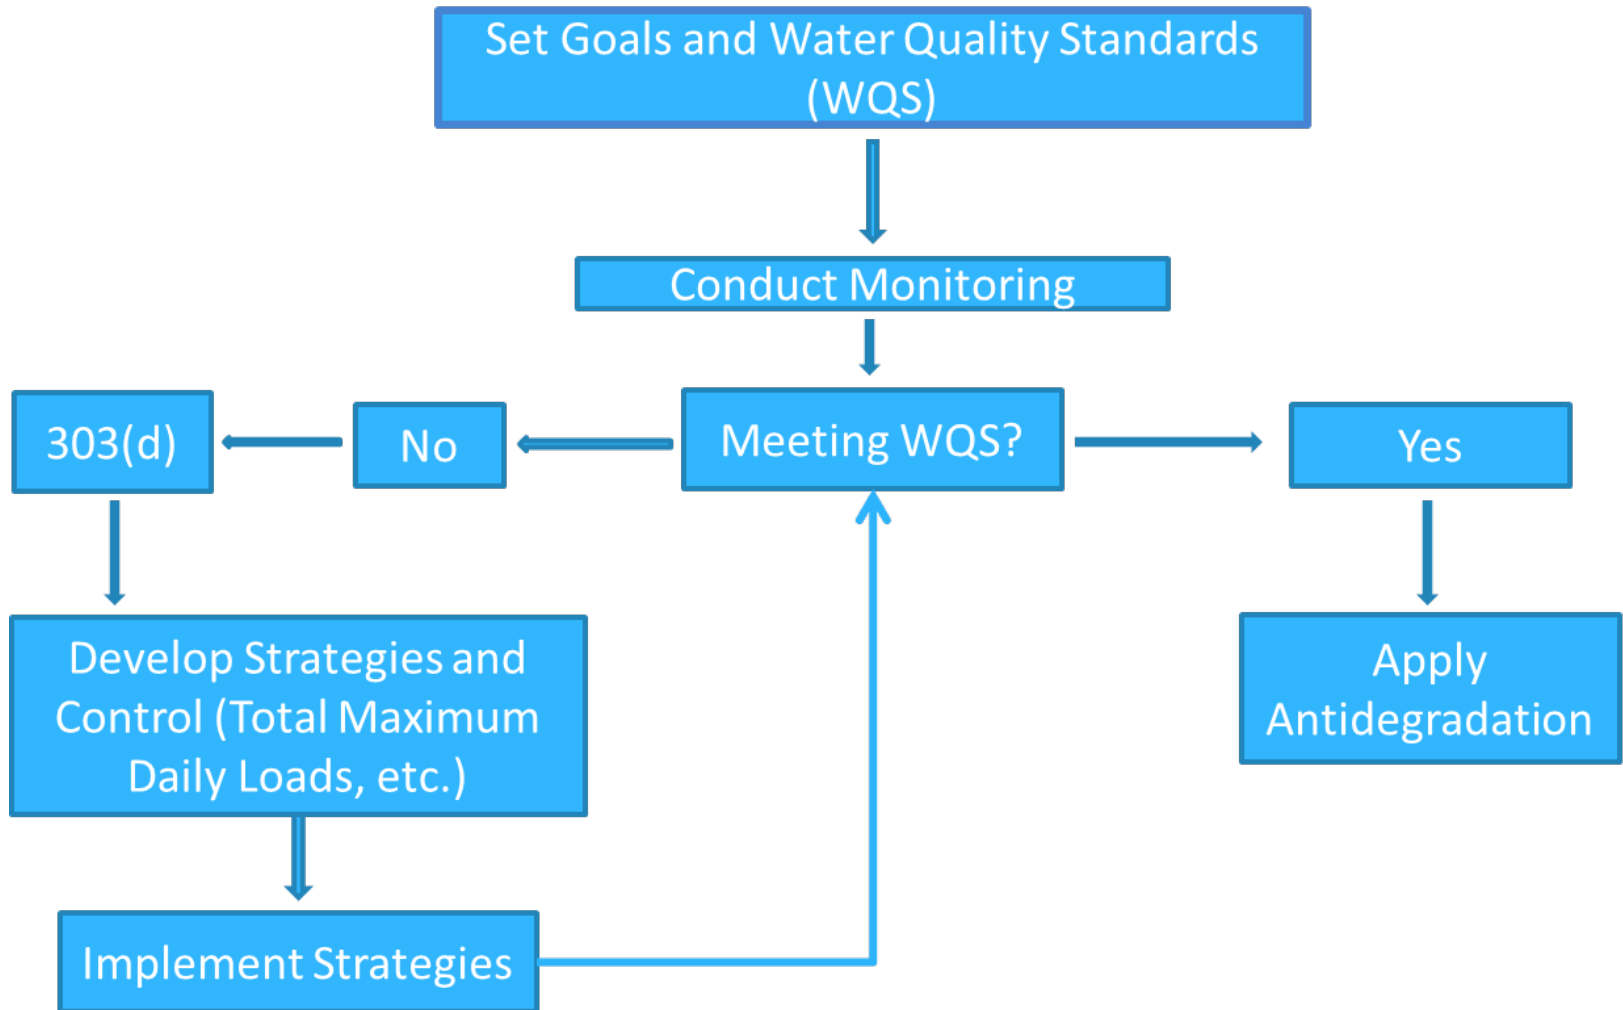 Set Goals and Water Quality Standards
(WQS)
Conduct Monitoring
303(d)
No
Meeting WQS?
Yes
Develop Strategies and
Control (Total Maximum
Daily Loads, etc.)
Apply
Antidegradation
Implement Strategies